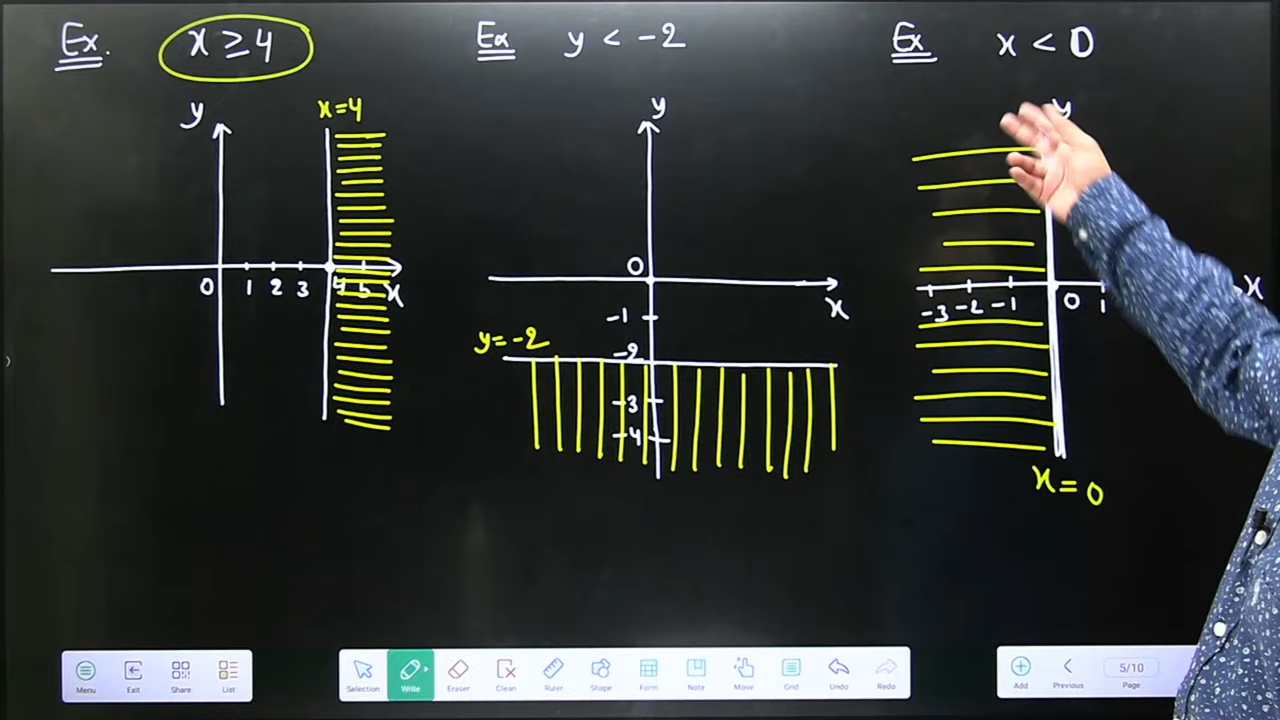 Ex. x ≥ 4
y
x=4
0 1 2 3 4 5 x
Ex y < -2
y
0
x
-1
y=-2
-2
-3
-4
Ex x < 0
y
-3 -2 -1 0 1 x
x=0
Menu Exit Share List
Selection Write Eraser Clean Ruler Shape Form Note Move Grid Undo Redo
Add Previous 5/10 Page